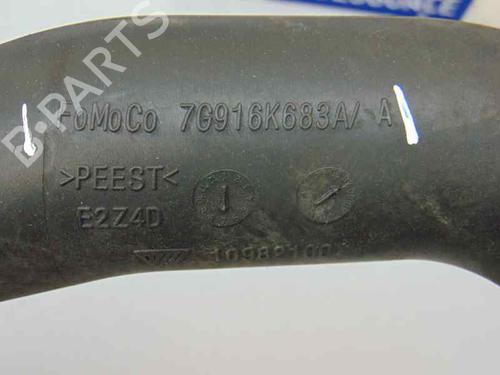 FoMoCo 7G916K683A/ A
>PEEST<
E2Z4D
B-PARTS